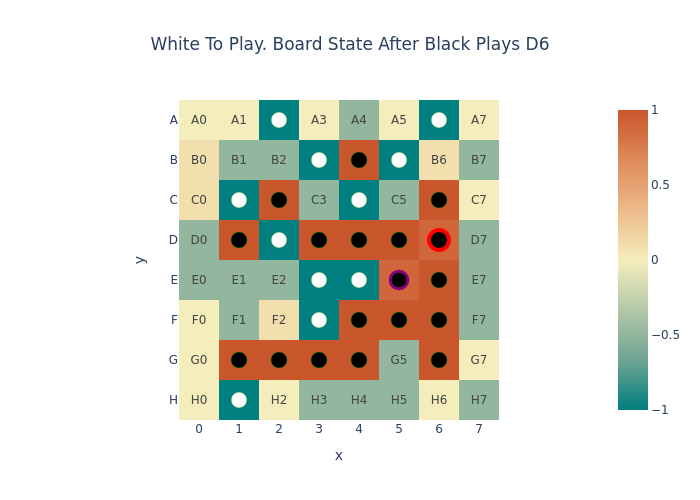 White To Play. Board State After Black Plays D6
A A0 A1 A3 A4 A5 A7
B B0 B1 B2 B6 B7
C C0 C3 C5 C7
D D0 D7
E E0 E1 E2 E7
F F0 F1 F2 F7
G G0 G5 G7
H H0 H2 H3 H4 H5 H6 H7
0 1 2 3 4 5 6 7
x
y
1
0.5
0
−0.5
−1